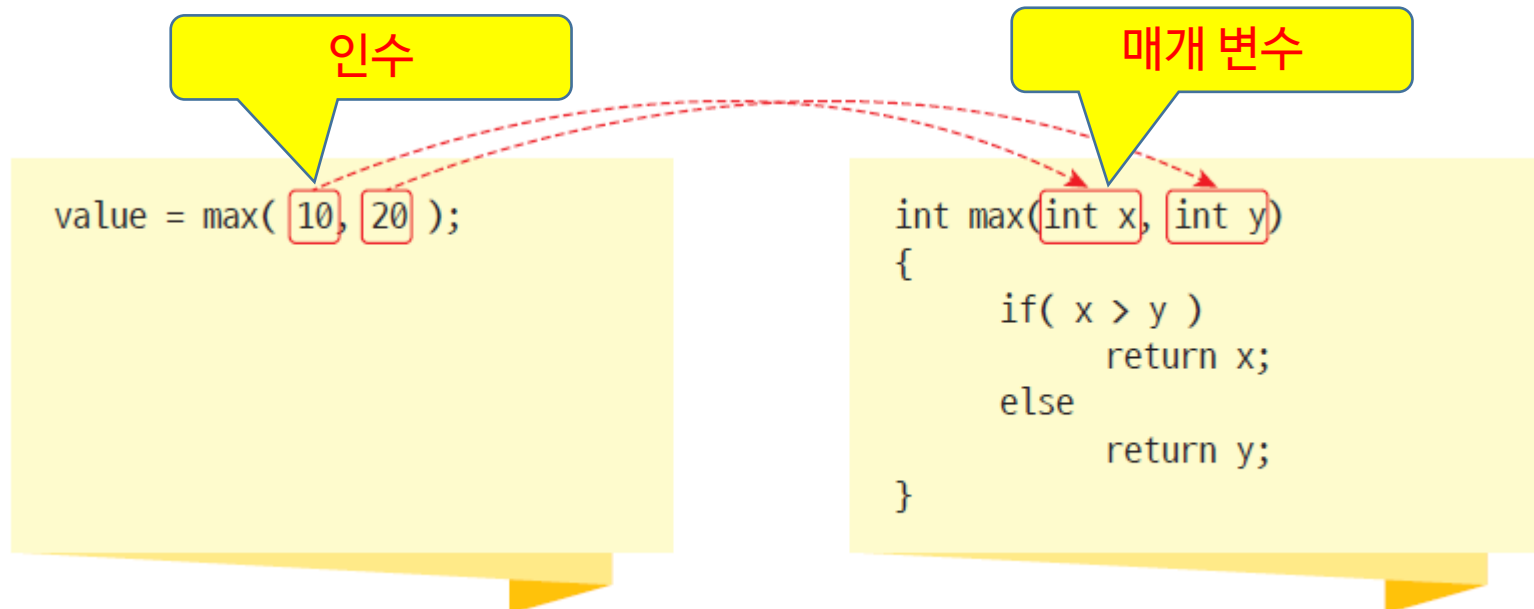 인수
매개 변수
value = max( 10, 20 );
int max(int x, int y)
{
if( x > y )
return x;
else
return y;
}